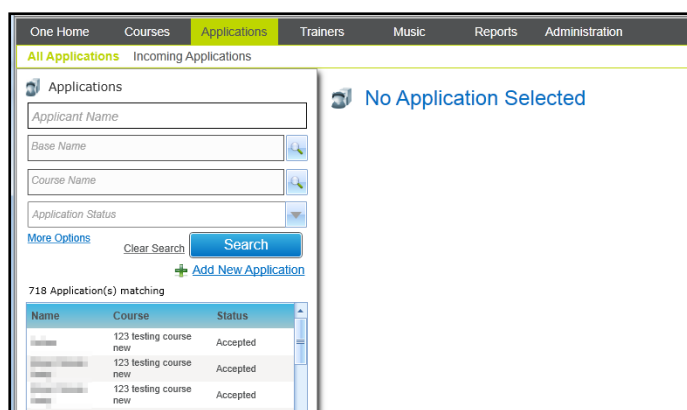 One Home Courses Applications Trainers Music Reports Administration
All Applications Incoming Applications
Applications
No Application Selected
Applicant Name
Base Name
Course Name
Application Status
More Options Clear Search Search
Add New Application
718 Application(s) matching
Name Course Status
123 testing course
new
Accepted
123 testing course
new
Accepted
123 testing course
new
Accepted